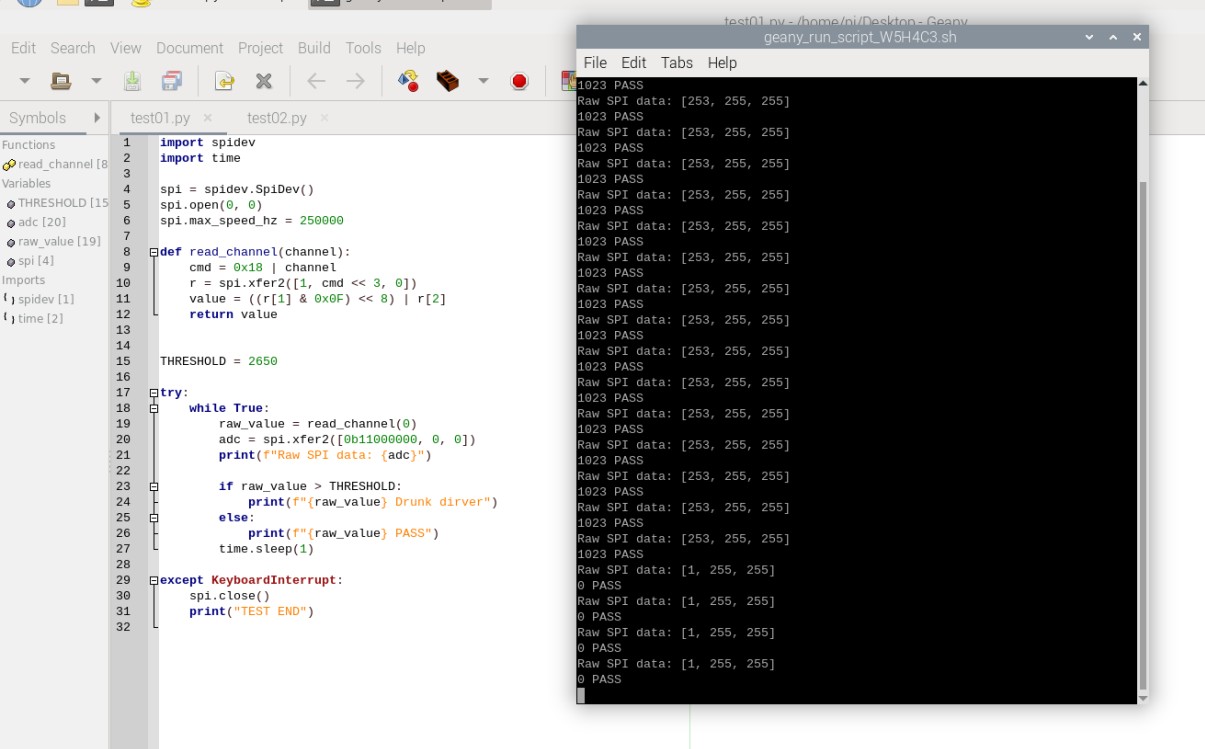 test01.py - /home/pi/Desktop - Geany
Edit Search View Document Project Build Tools Help
Symbols
test01.py ×
test02.py ×
Functions
read_channel [8
Variables
THRESHOLD [15
adc [20]
raw_value [19]
spi [4]
Imports
spidev [1]
time [2]
1 import spidev
2 import time
3
4 spi = spidev.SpiDev()
5 spi.open(0, 0)
6 spi.max_speed_hz = 250000
7
8 def read_channel(channel):
9 cmd = 0x18 | channel
10 r = spi.xfer2([1, cmd << 3, 0])
11 value = ((r[1] & 0x0F) << 8) | r[2]
12 return value
13
14
15 THRESHOLD = 2650
16
17 try:
18 while True:
19 raw_value = read_channel(0)
20 adc = spi.xfer2([0b11000000, 0, 0])
21 print(f"Raw SPI data: {adc}")
22
23 if raw_value > THRESHOLD:
24 print(f"{raw_value} Drunk dirver")
25 else:
26 print(f"{raw_value} PASS")
27 time.sleep(1)
28
29 except KeyboardInterrupt:
30 spi.close()
31 print("TEST END")
32
geany_run_script_W5H4C3.sh
File Edit Tabs Help
1023 PASS
Raw SPI data: [253, 255, 255]
1023 PASS
Raw SPI data: [253, 255, 255]
1023 PASS
Raw SPI data: [253, 255, 255]
1023 PASS
Raw SPI data: [253, 255, 255]
1023 PASS
Raw SPI data: [253, 255, 255]
1023 PASS
Raw SPI data: [253, 255, 255]
1023 PASS
Raw SPI data: [253, 255, 255]
1023 PASS
Raw SPI data: [253, 255, 255]
1023 PASS
Raw SPI data: [253, 255, 255]
1023 PASS
Raw SPI data: [253, 255, 255]
1023 PASS
Raw SPI data: [253, 255, 255]
1023 PASS
Raw SPI data: [253, 255, 255]
1023 PASS
Raw SPI data: [253, 255, 255]
1023 PASS
Raw SPI data: [253, 255, 255]
1023 PASS
Raw SPI data: [253, 255, 255]
1023 PASS
Raw SPI data: [1, 255, 255]
0 PASS
Raw SPI data: [1, 255, 255]
0 PASS
Raw SPI data: [1, 255, 255]
0 PASS
Raw SPI data: [1, 255, 255]
0 PASS